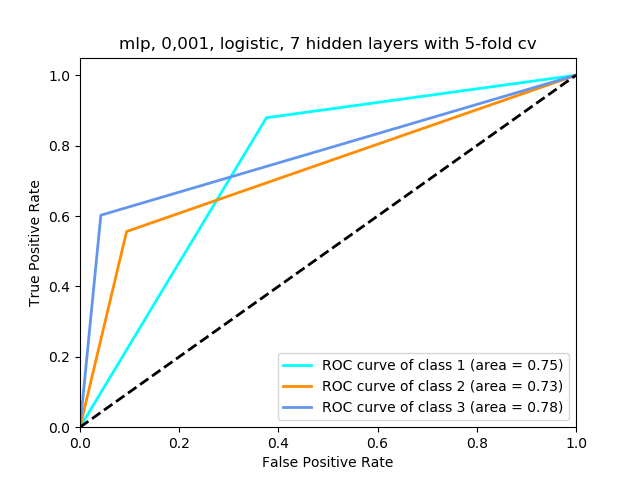 mlp, 0,001, logistic, 7 hidden layers with 5-fold cv
1.0
0.8
0.6
0.4
0.2
0.0
True Positive Rate
ROC curve of class 1 (area = 0.75)
ROC curve of class 2 (area = 0.73)
ROC curve of class 3 (area = 0.78)
0.0 0.2 0.4 0.6 0.8 1.0
False Positive Rate